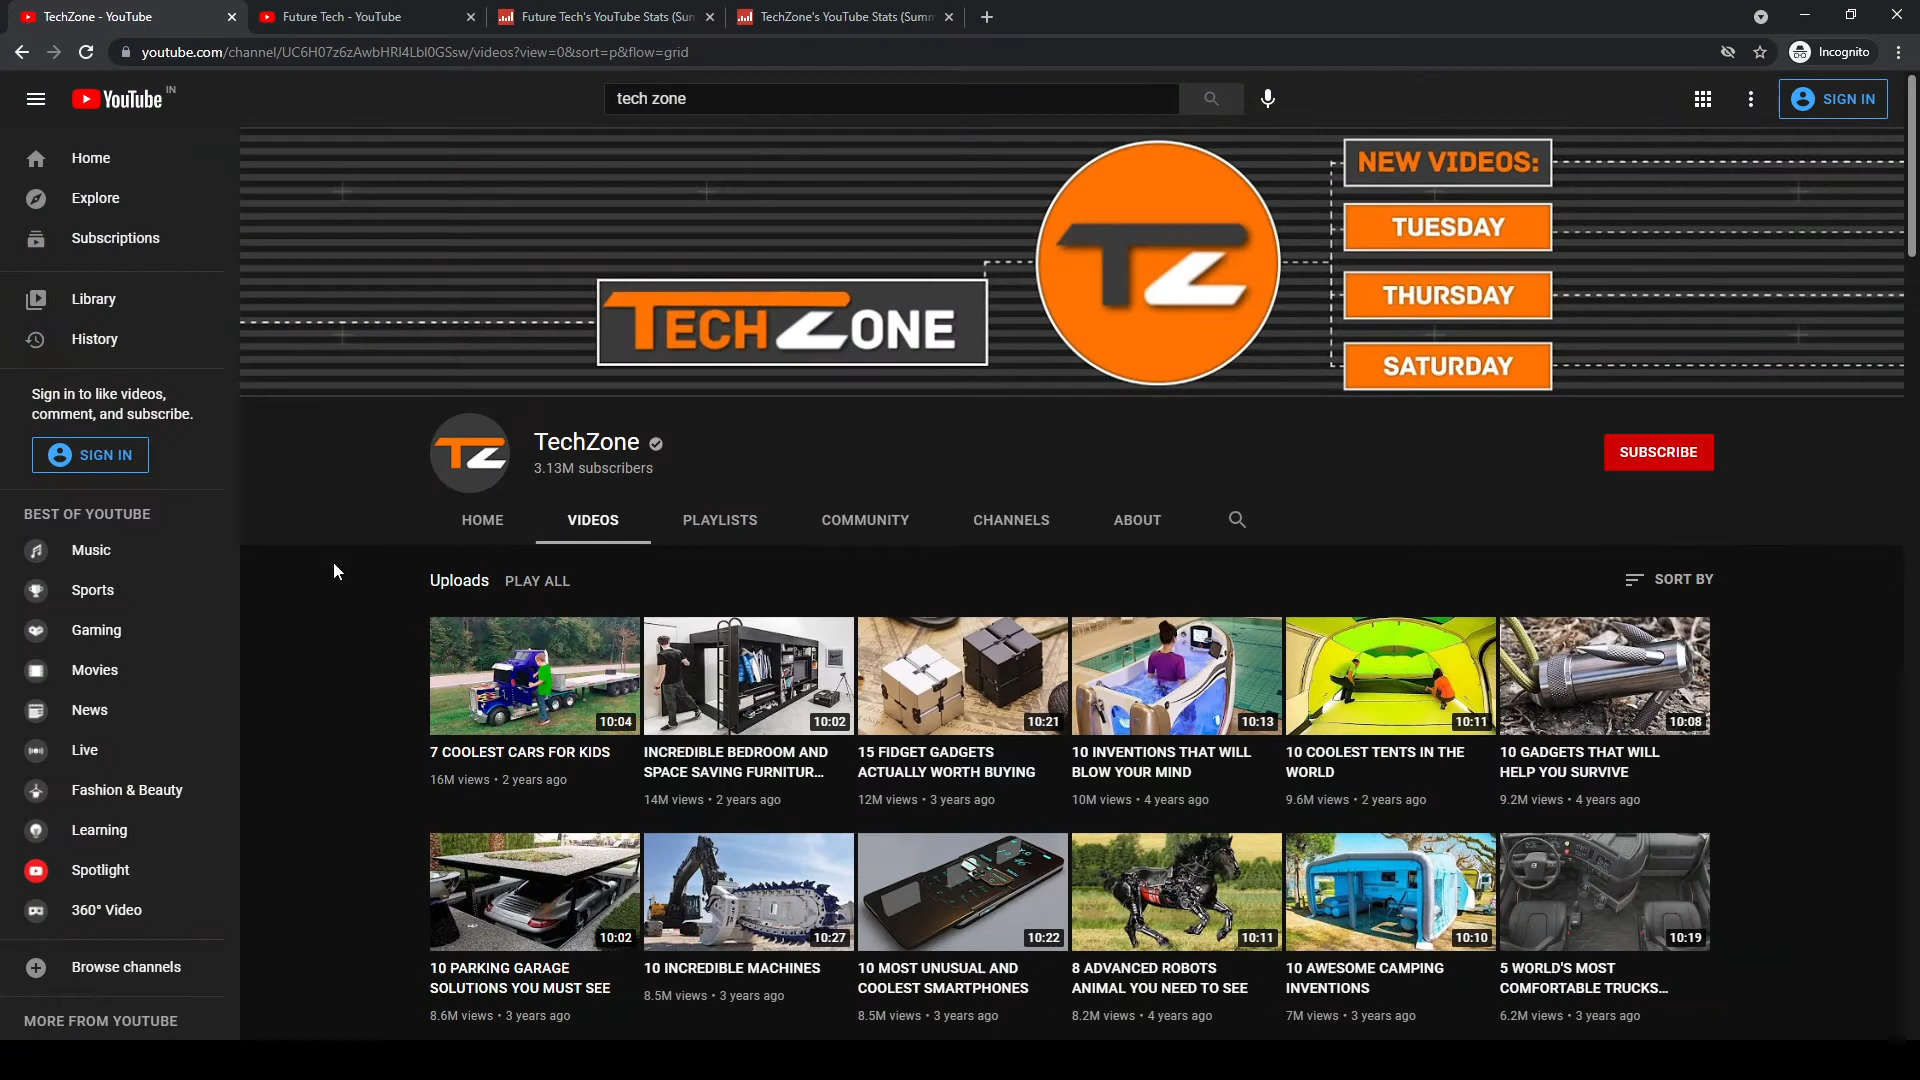 TechZone - YouTube
Future Tech - YouTube
Future Tech's YouTube Stats (Sum
TechZone's YouTube Stats (Summ
youtube.com/channel/UC6H07z6zAwbHRI4LbI0GSsw/videos?view=0&sort=p&flow=grid
Incognito
YouTube IN
tech zone
SIGN IN
Home
Explore
Subscriptions
Library
History
Sign in to like videos,
comment, and subscribe.
SIGN IN
BEST OF YOUTUBE
Music
Sports
Gaming
Movies
News
Live
Fashion & Beauty
Learning
Spotlight
360° Video
Browse channels
MORE FROM YOUTUBE
TECHZONE
TZ
NEW VIDEOS:
TUESDAY
THURSDAY
SATURDAY
TZ
TechZone
3.13M subscribers
SUBSCRIBE
HOME
VIDEOS
PLAYLISTS
COMMUNITY
CHANNELS
ABOUT
Uploads
PLAY ALL
SORT BY
10:04
7 COOLEST CARS FOR KIDS
16M views • 2 years ago
10:02
INCREDIBLE BEDROOM AND
SPACE SAVING FURNITUR...
14M views • 2 years ago
10:21
15 FIDGET GADGETS
ACTUALLY WORTH BUYING
12M views • 3 years ago
10:13
10 INVENTIONS THAT WILL
BLOW YOUR MIND
10M views • 4 years ago
10:11
10 COOLEST TENTS IN THE
WORLD
9.6M views • 2 years ago
10:08
10 GADGETS THAT WILL
HELP YOU SURVIVE
9.2M views • 4 years ago
10:02
10 PARKING GARAGE
SOLUTIONS YOU MUST SEE
8.6M views • 3 years ago
10:27
10 INCREDIBLE MACHINES
8.5M views • 3 years ago
10:22
10 MOST UNUSUAL AND
COOLEST SMARTPHONES
8.5M views • 3 years ago
10:11
8 ADVANCED ROBOTS
ANIMAL YOU NEED TO SEE
8.2M views • 4 years ago
10:10
10 AWESOME CAMPING
INVENTIONS
7M views • 3 years ago
10:19
5 WORLD'S MOST
COMFORTABLE TRUCKS...
6.2M views • 3 years ago